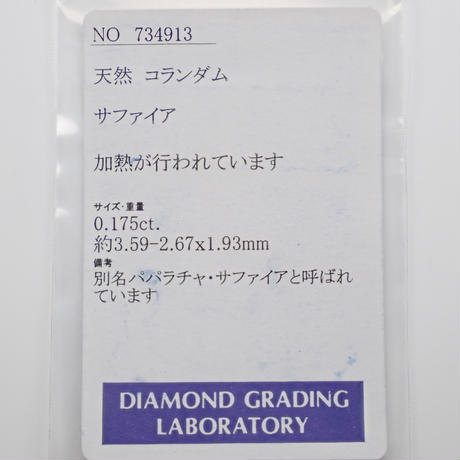 NO 734913
天然 コランダム
サファイア
加熱が行われています
サイズ・重量
0.175ct.
約3.59-2.67x1.93mm
備考
別名パパラチャ・サファイアと呼ばれ
ています
DIAMOND GRADING
LABORATORY